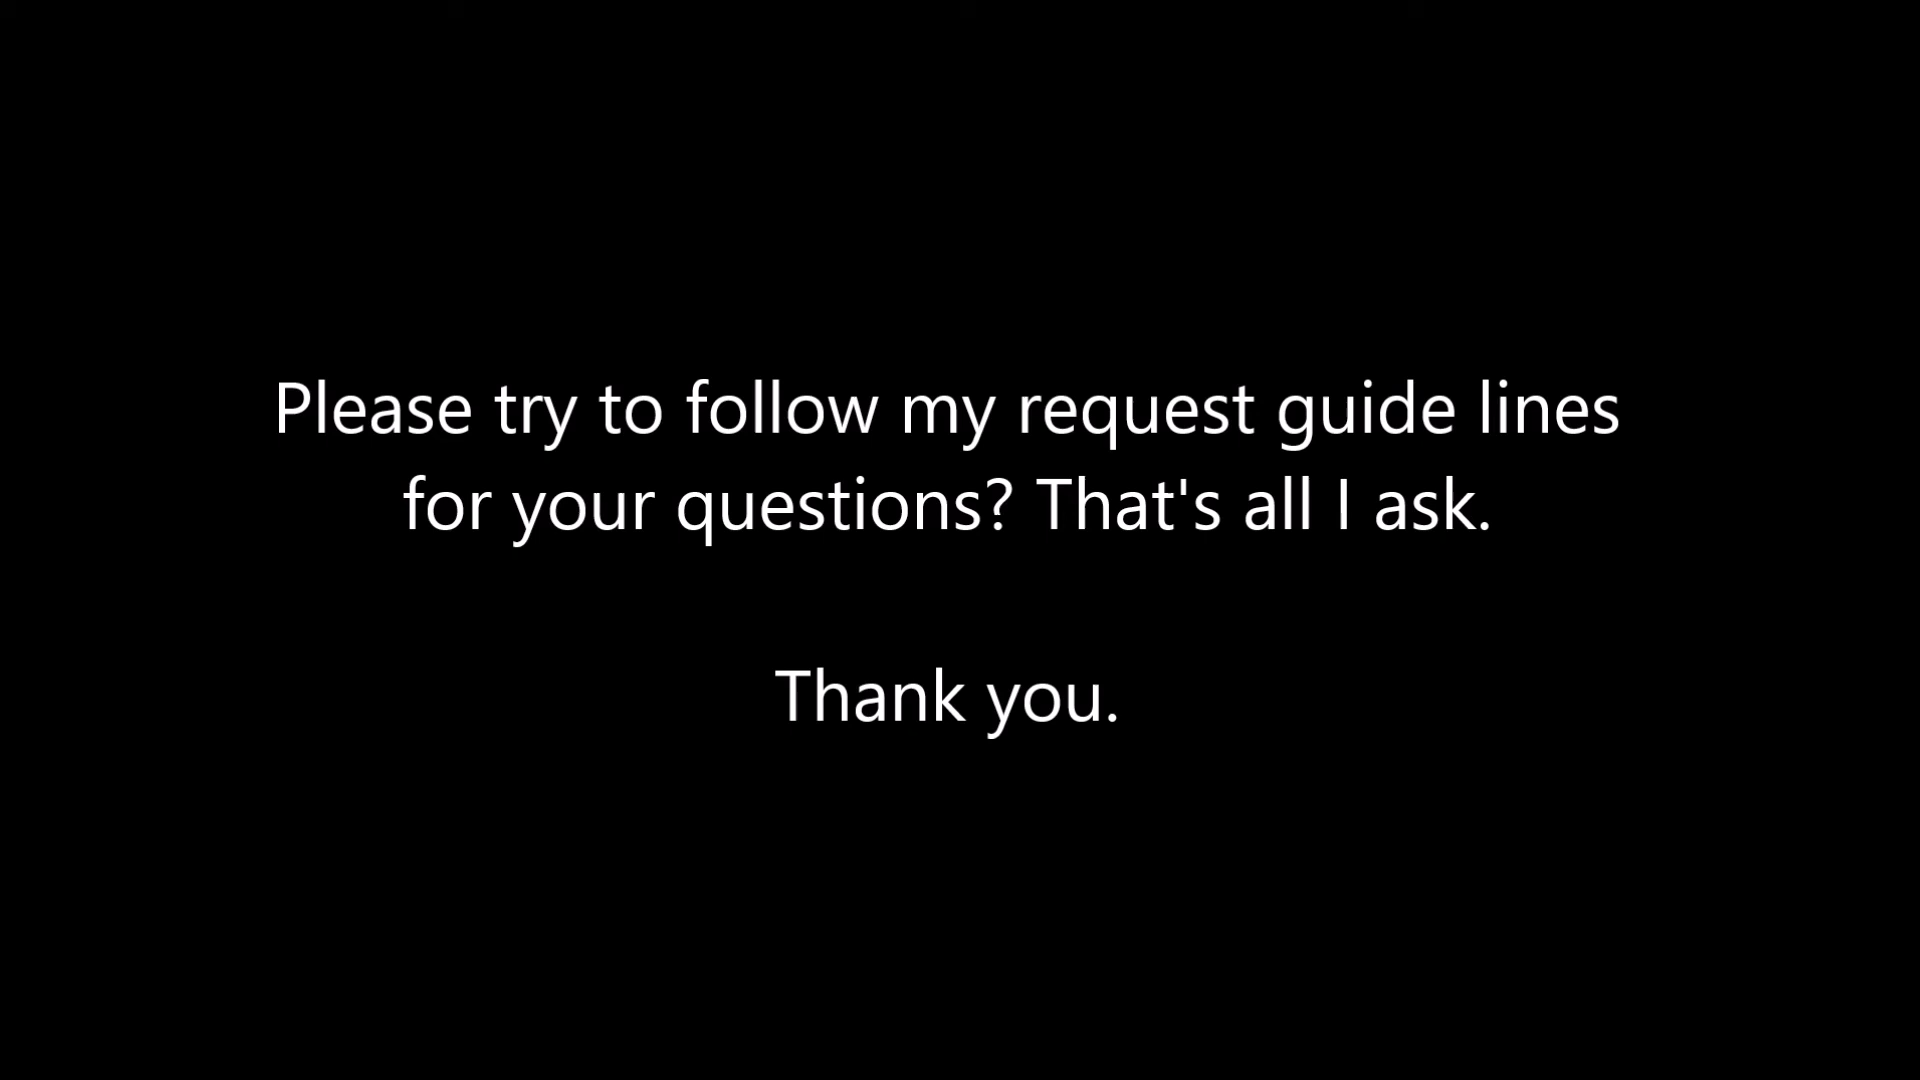 Please try to follow my request guide lines
for your questions? That's all I ask.
Thank you.